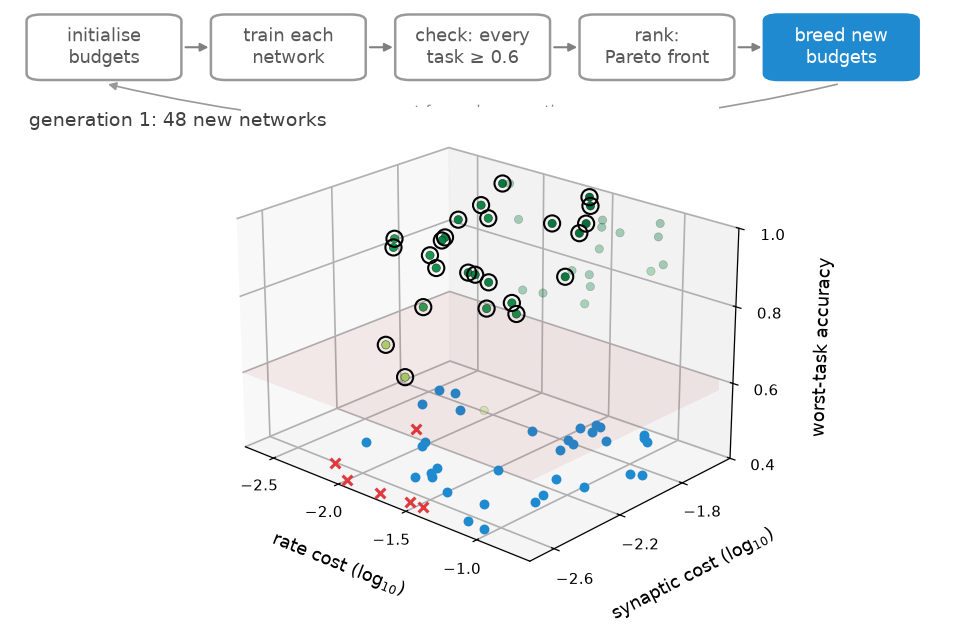 initialise
budgets
train each
network
check: every
task ≥ 0.6
rank:
Pareto front
breed new
budgets
generation 1: 48 new networks
1.0
0.8
0.6
0.4
worst-task accuracy
−2.5
−2.0
−1.5
−1.0
rate cost (log₁₀)
−1.8
−2.2
−2.6
synaptic cost (log₁₀)